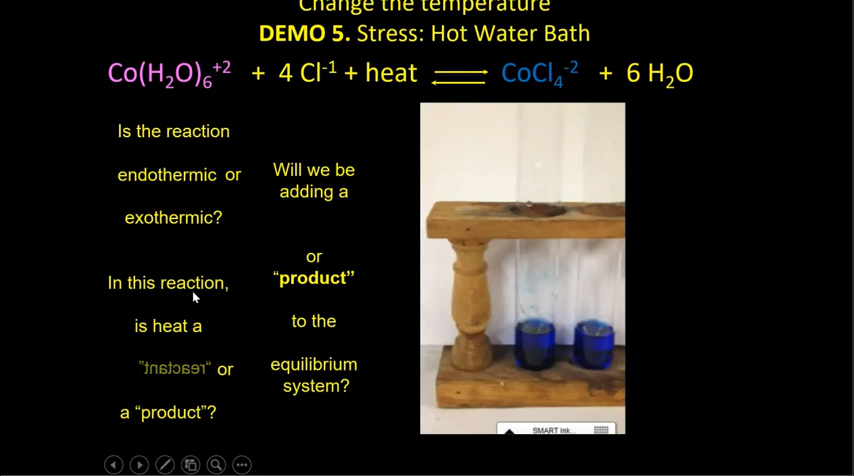 Change the temperature
DEMO 5. Stress: Hot Water Bath
Co(H₂O)₆⁺² + 4 Cl⁻¹ + heat ⇌ CoCl₄⁻² + 6 H₂O
Is the reaction
endothermic or
exothermic?
In this reaction,
is heat a
"reactant" or
a “product”?
Will we be
adding a
or
“product”
to the
equilibrium
system?
SMART Ink...